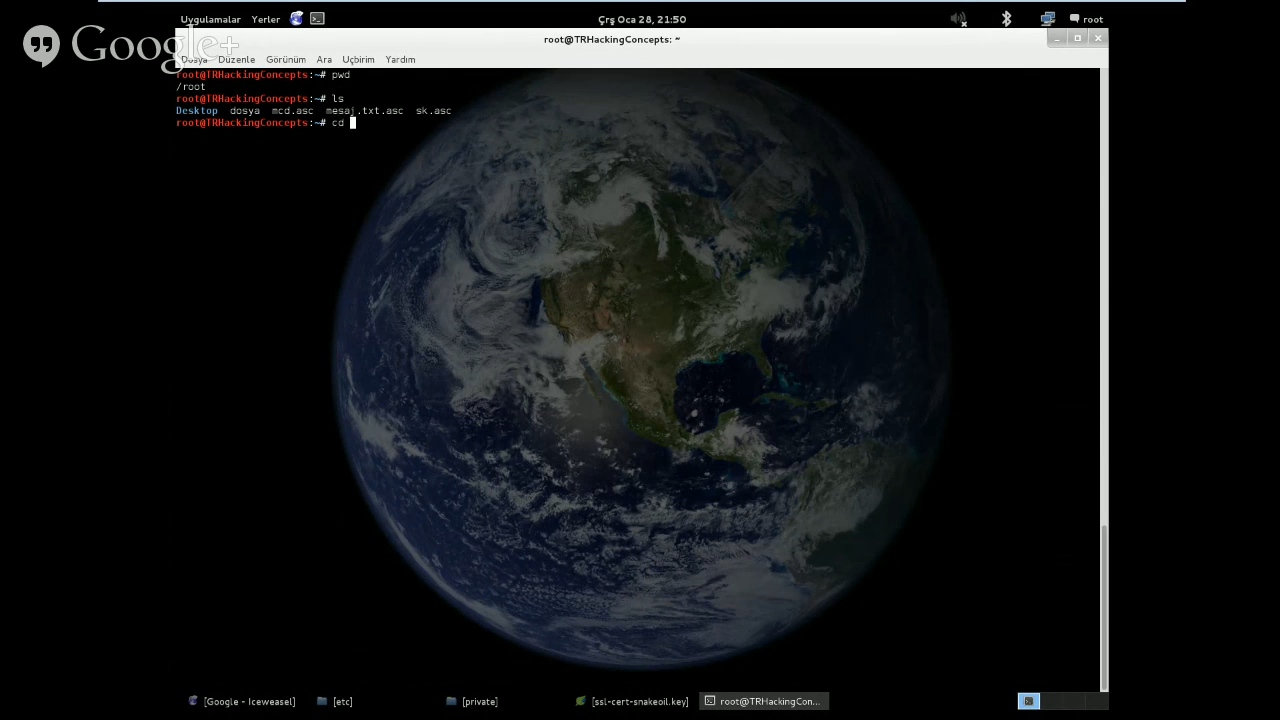 Uygulamalar Yerler Çrş Oca 28, 21:50 root
Google+
root@TRHackingConcepts: ~
Dosya Düzenle Görünüm Ara Uçbirim Yardım
root@TRHackingConcepts:~# pwd
/root
root@TRHackingConcepts:~# ls
Desktop dosya mcd.asc mesaj.txt.asc sk.asc
root@TRHackingConcepts:~# cd
[Google - Iceweasel] [etc] [private] [ssl-cert-snakeoil.key] root@TRHackingCon...